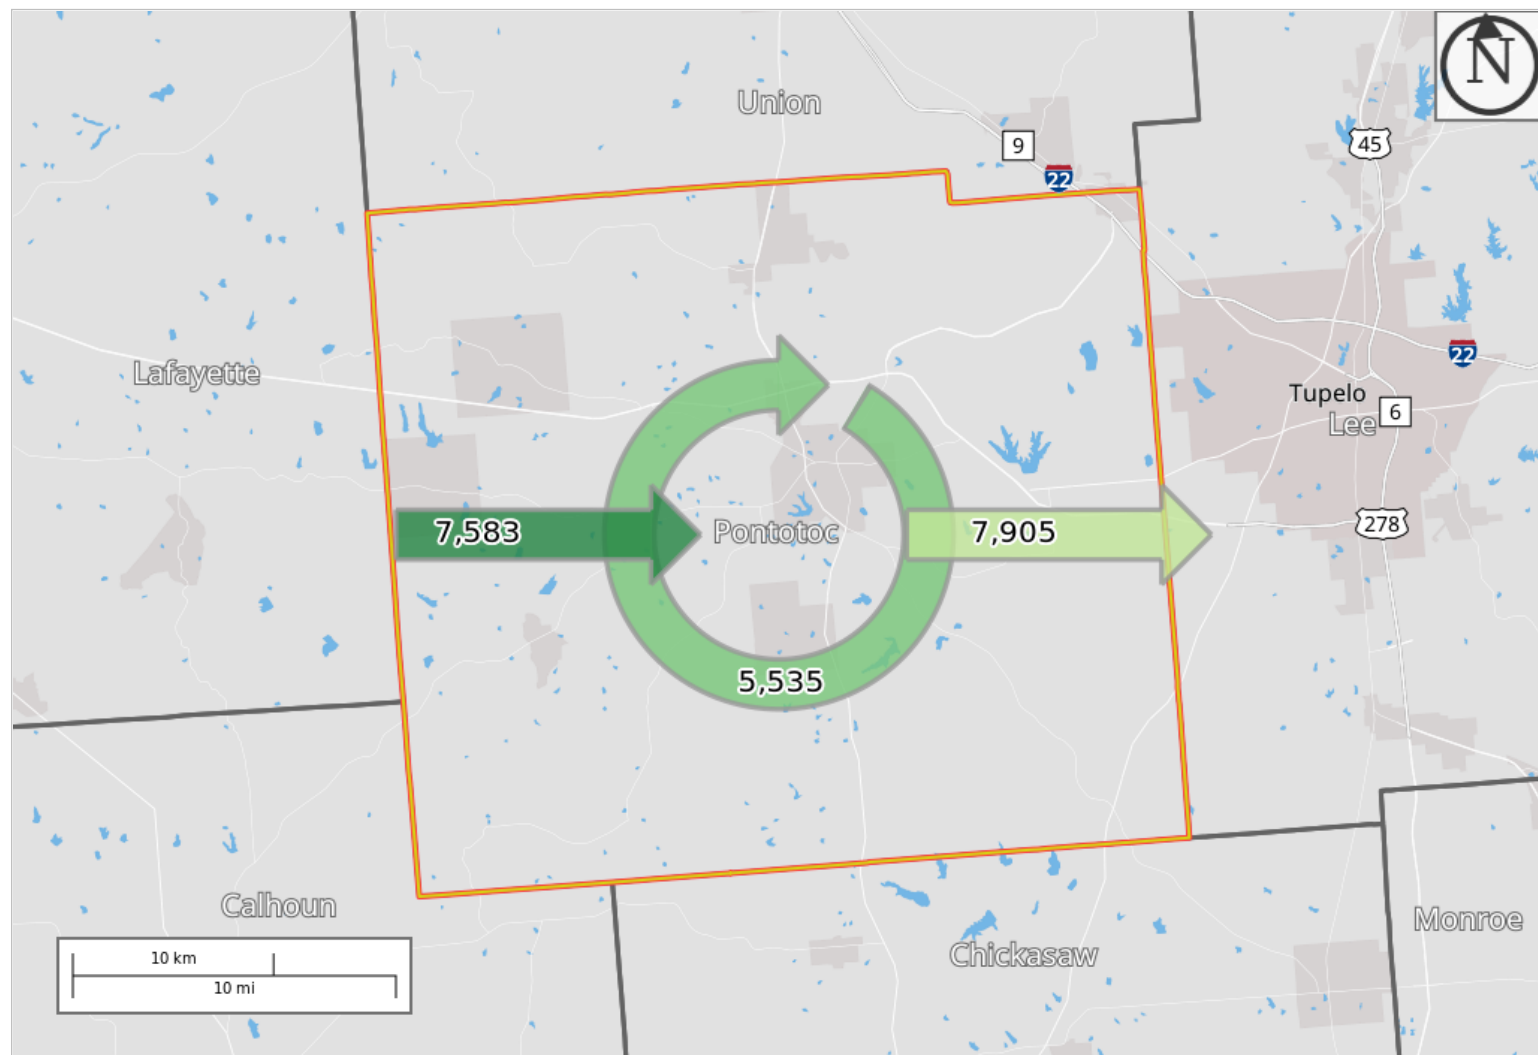 N
Union
9
22
45
Lafayette
22
Tupelo
Lee
6
7,583
Pontotoc
7,905
278
5,535
Calhoun
Monroe
Chickasaw
10 km
10 mi